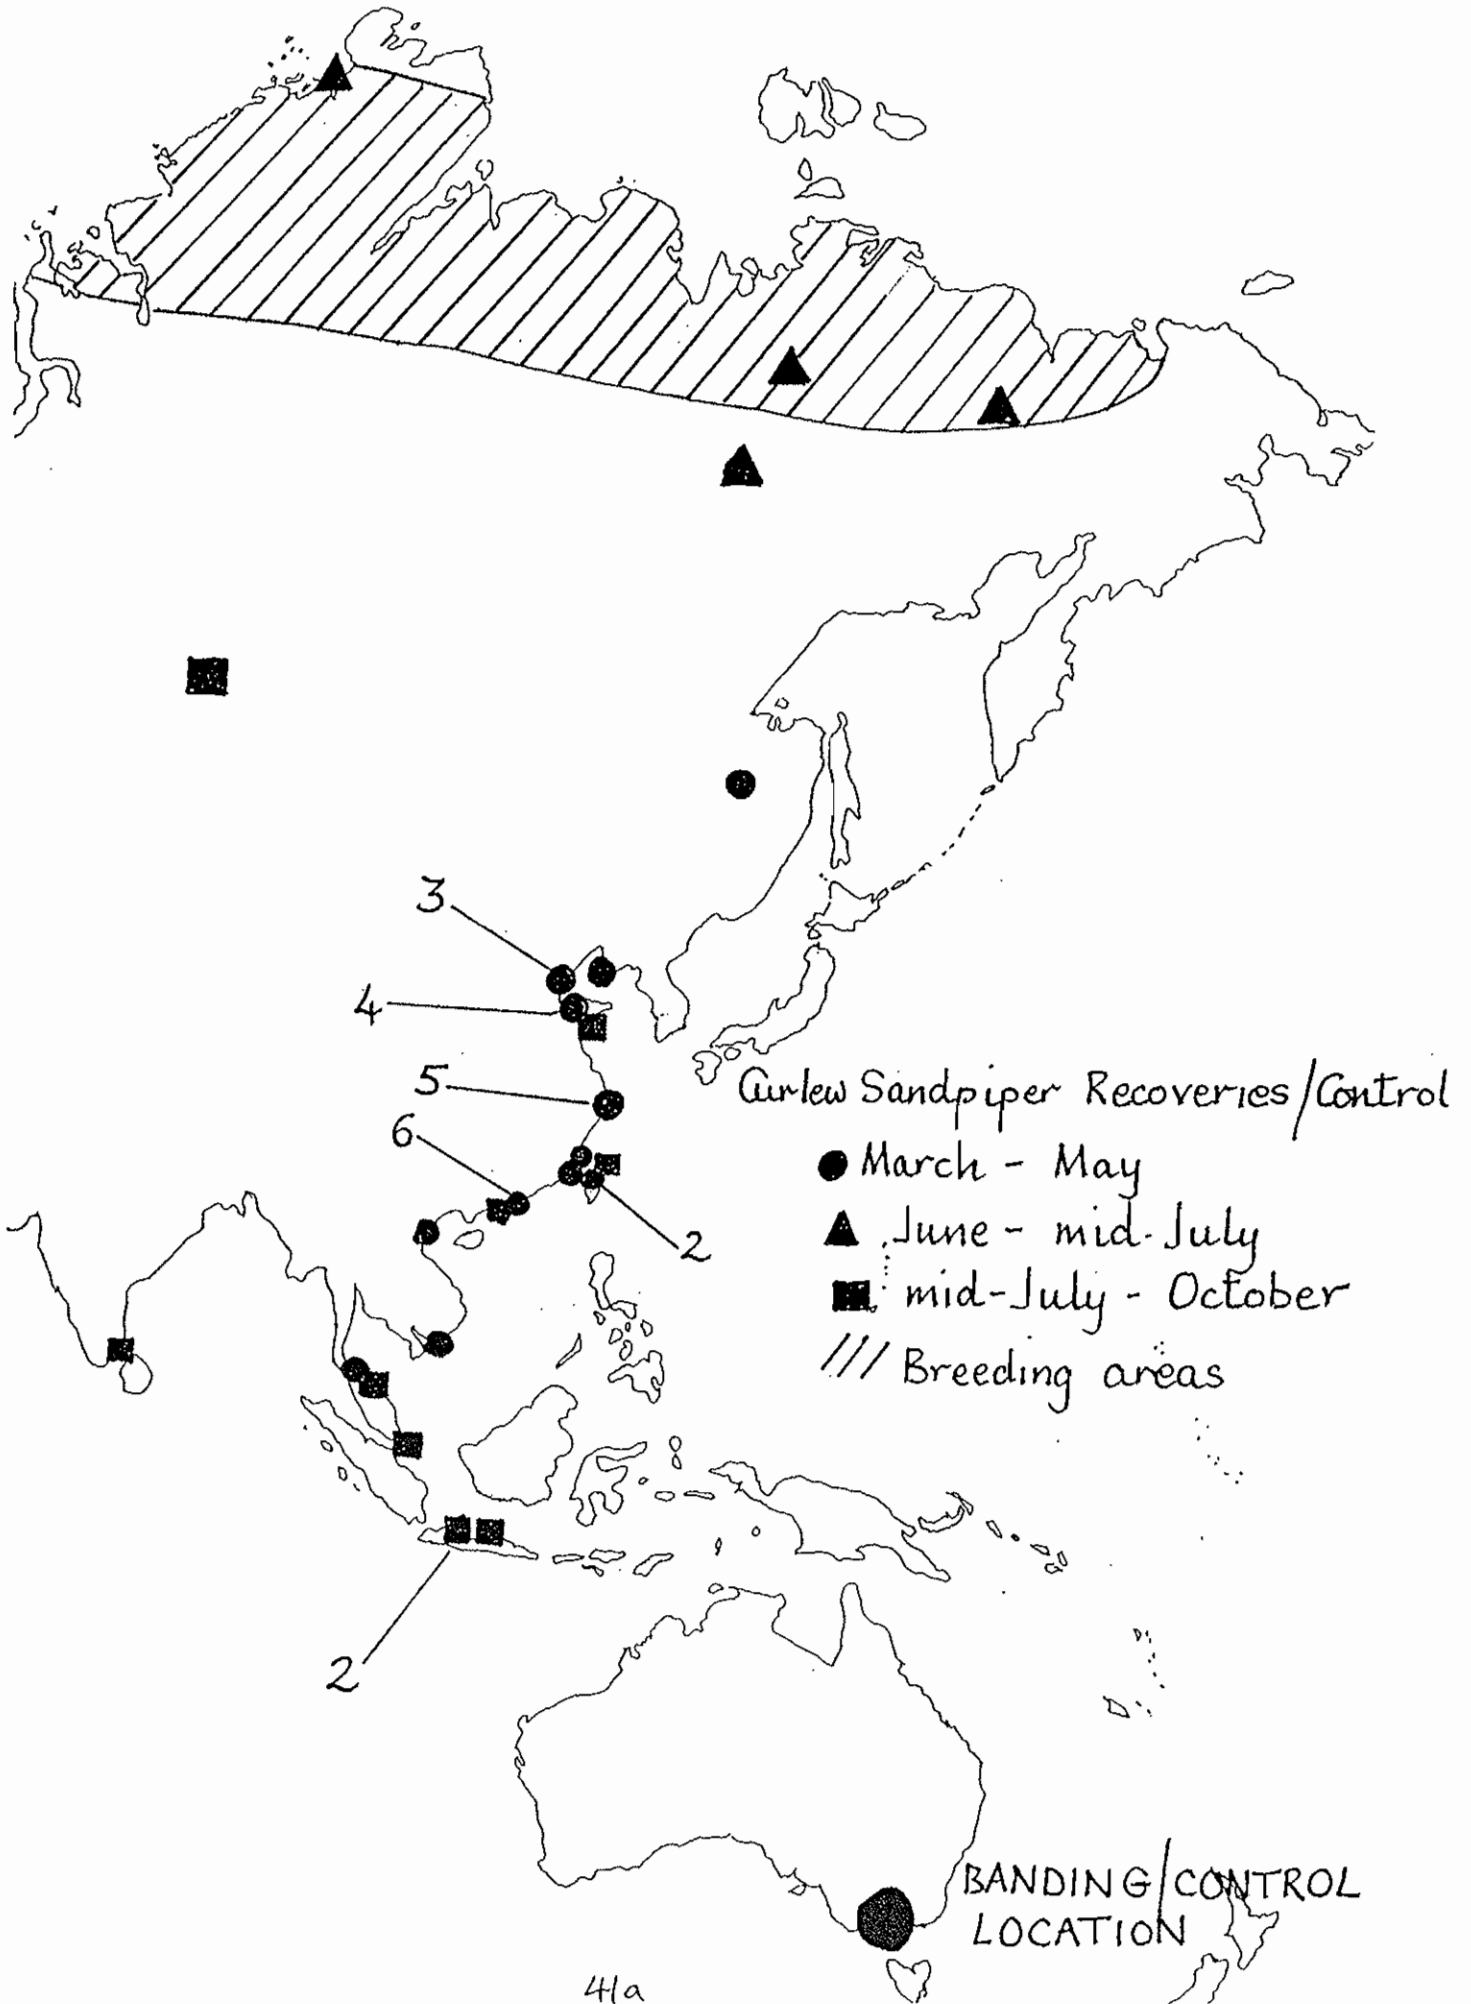 3
4
5
Curlew Sandpiper Recoveries/Control
6
March - May
June - mid-July
2
mid-July - October
Breeding areas
2
BANDING/CONTROL
LOCATION
41a